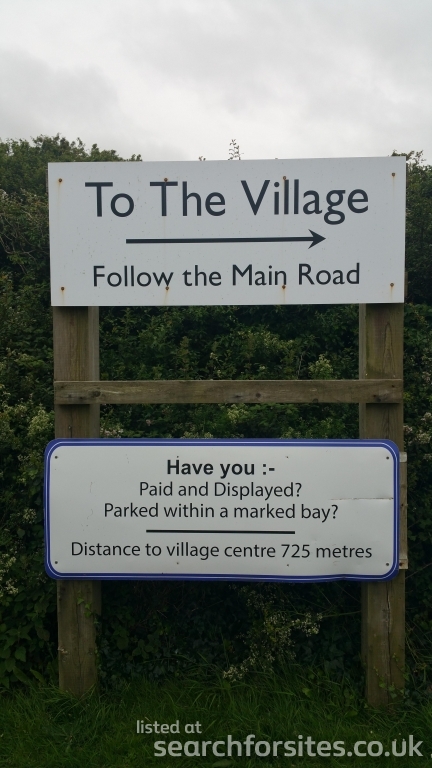 To The Village
Follow the Main Road
Have you :-
Paid and Displayed?
Parked within a marked bay?
Distance to village centre 725 metres
listed at
searchforsites.co.uk